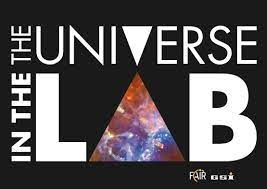 THE UNIVERSE
IN THE LAB
FAIR GSI